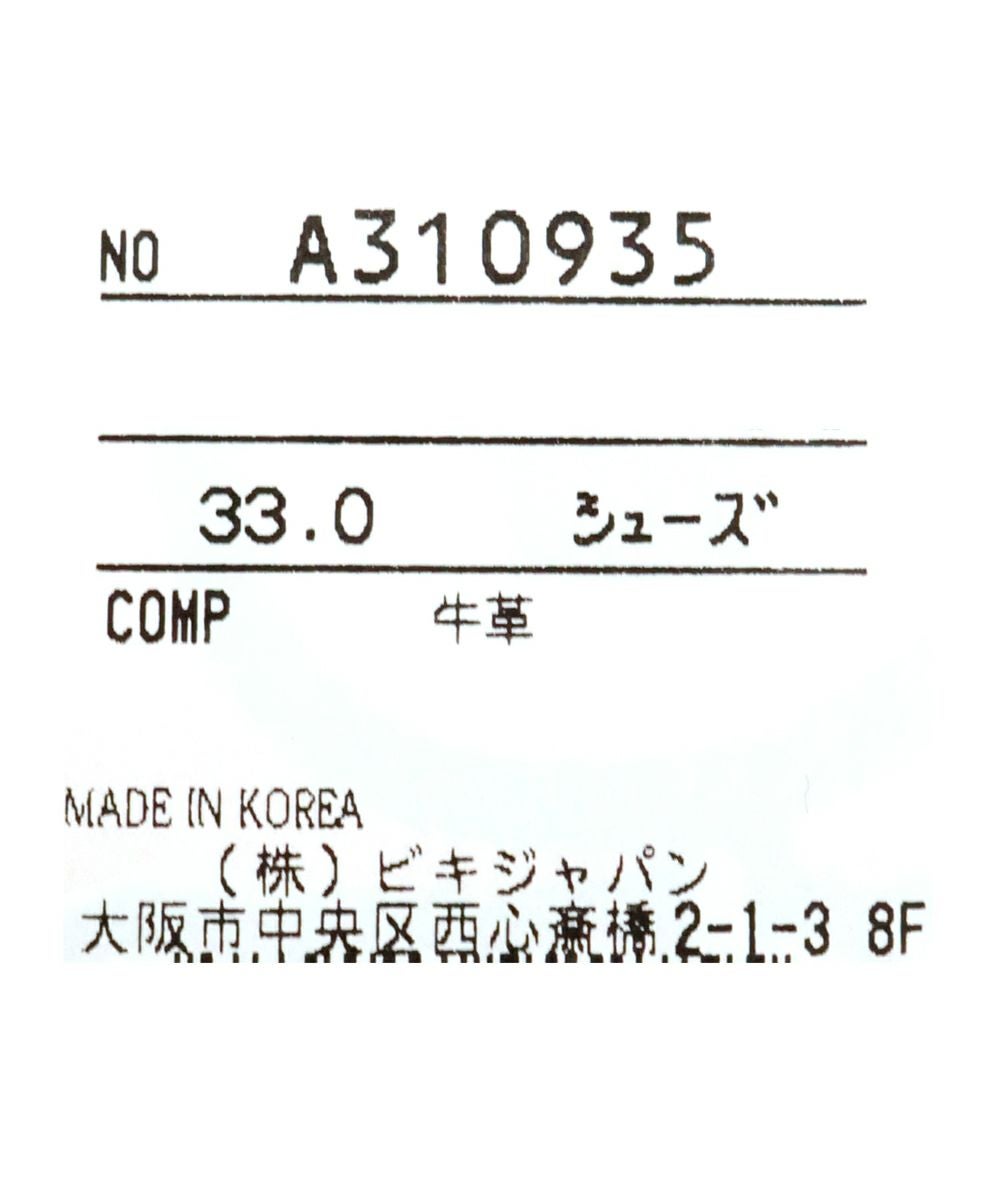 NO A310935
33.0 シューズ
COMP 牛革
MADE IN KOREA
(株)ビキジャパン
大阪市中央区西心斎橋2-1-3 8F